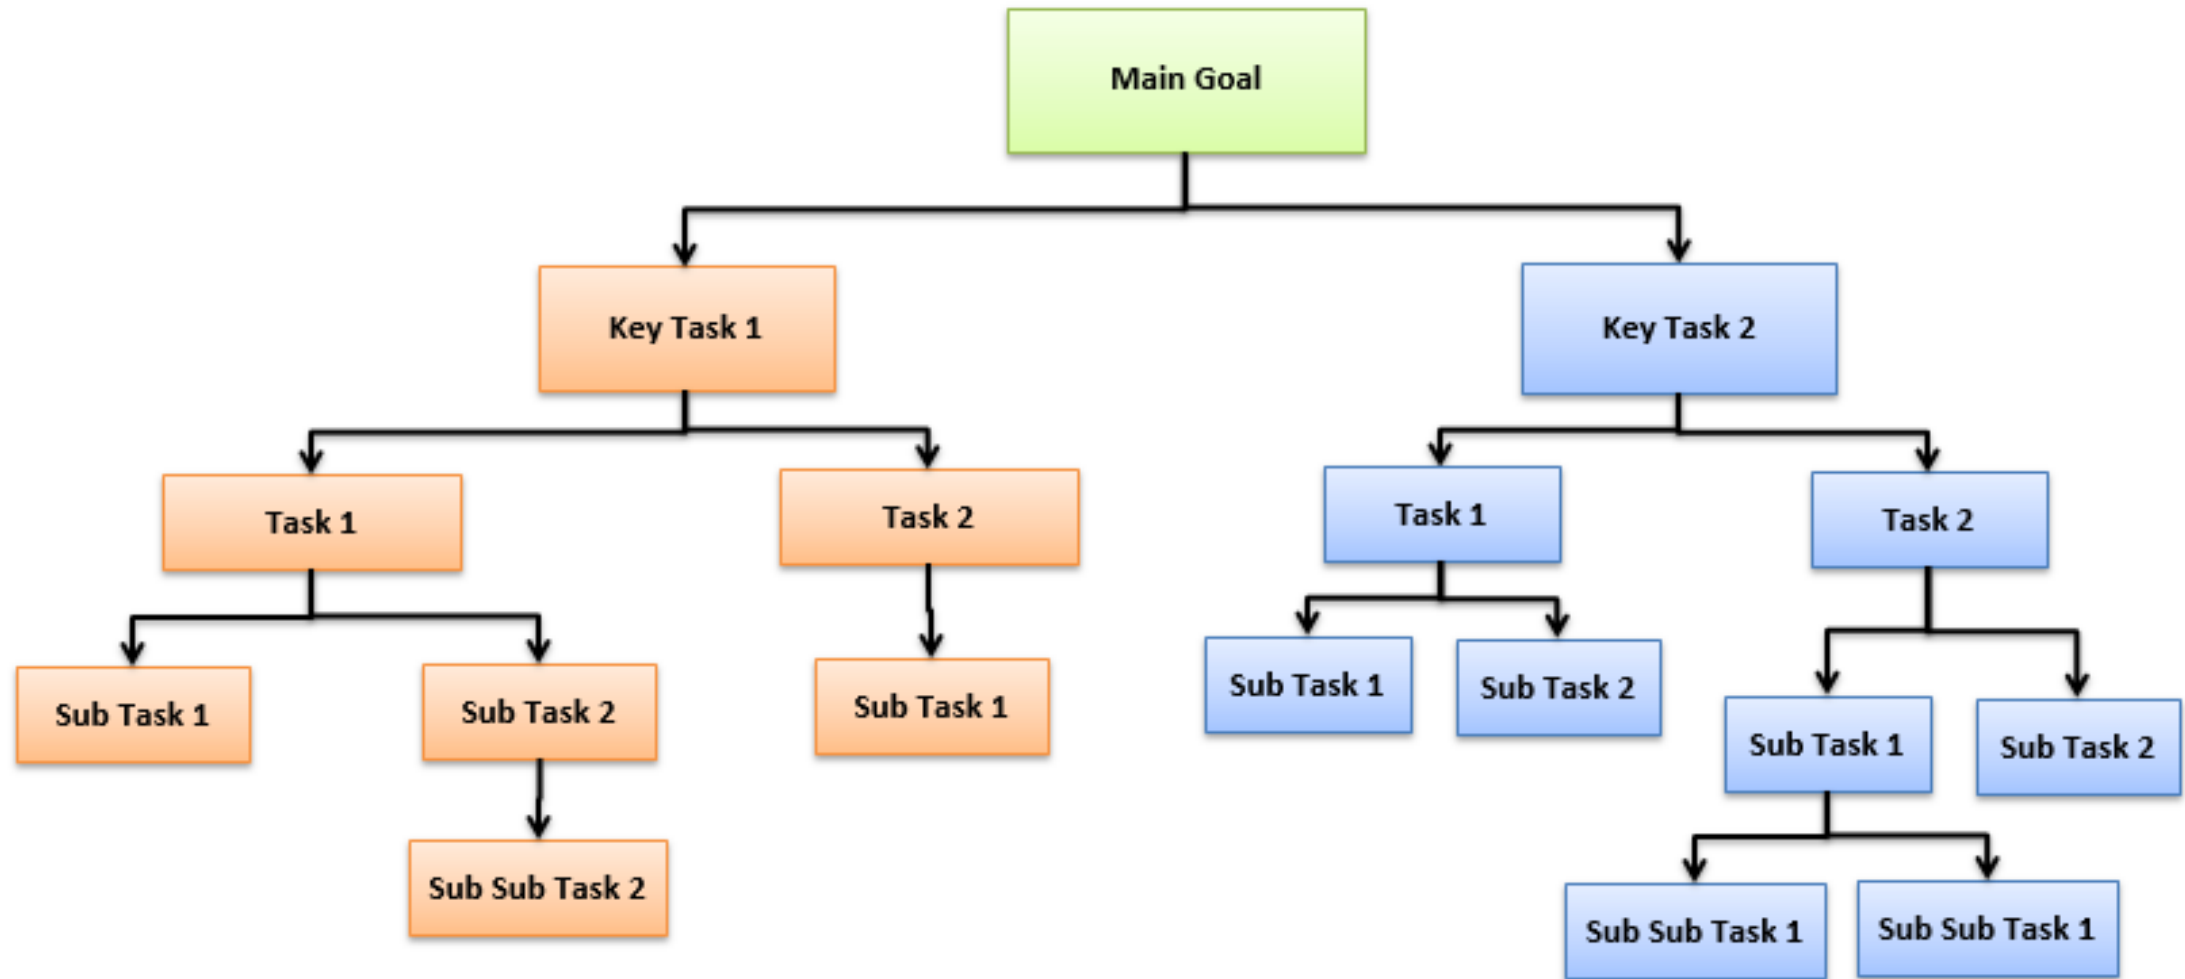 Main Goal
Key Task 1
Key Task 2
Task 1
Task 2
Task 1
Task 2
Sub Task 1
Sub Task 2
Sub Task 1
Sub Task 1
Sub Task 2
Sub Task 1
Sub Task 2
Sub Sub Task 2
Sub Sub Task 1
Sub Sub Task 1